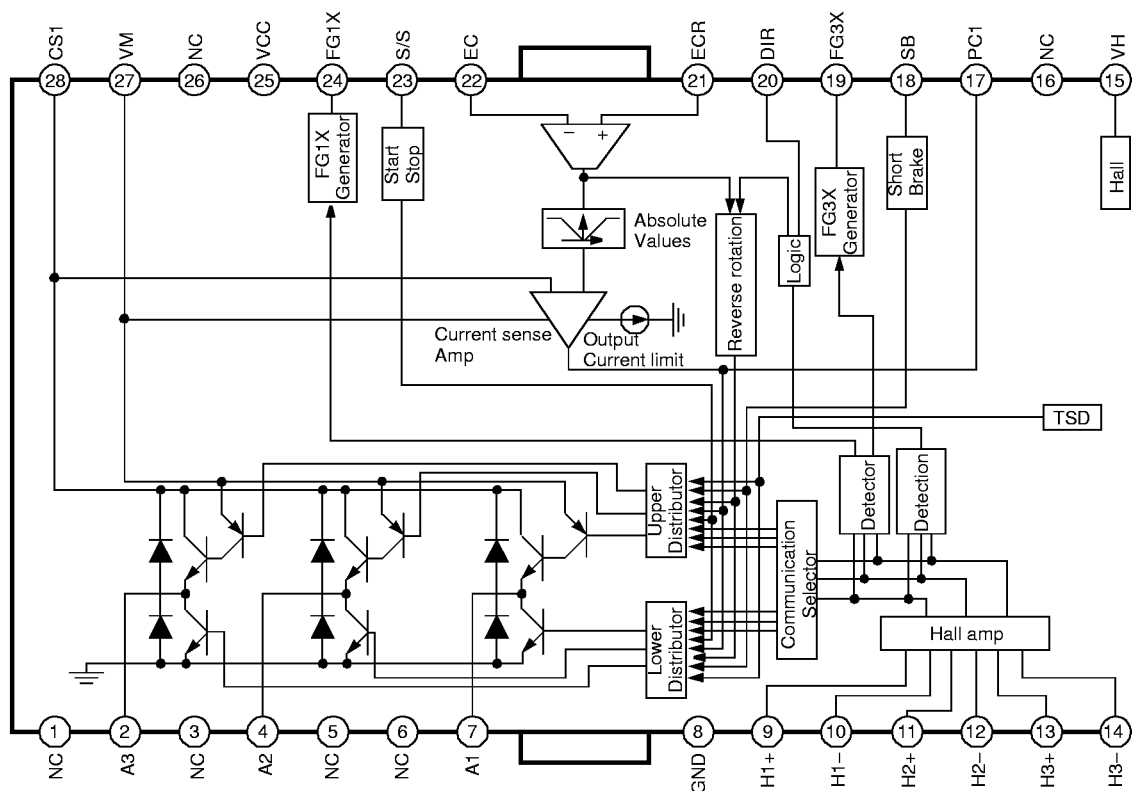 CS1
VM
NC
VCC
FG1X
S/S
EC
ECR
DIR
FG3X
SB
PC1
NC
VH
28
27
26
25
24
23
22
21
20
19
18
17
16
15
FG1X
Generator
Start
Stop
−
+
Absolute
Values
Reverse rotation
Logic
FG3X
Generator
Short
Brake
Hall
Current sense
Amp
Output
Current limit
TSD
Upper
Distributor
Lower
Distributor
Communication
Selector
Detector
Detection
Hall amp
1
2
3
4
5
6
7
8
9
10
11
12
13
14
NC
A3
NC
A2
NC
NC
A1
GND
H1+
H1−
H2+
H2−
H3+
H3−